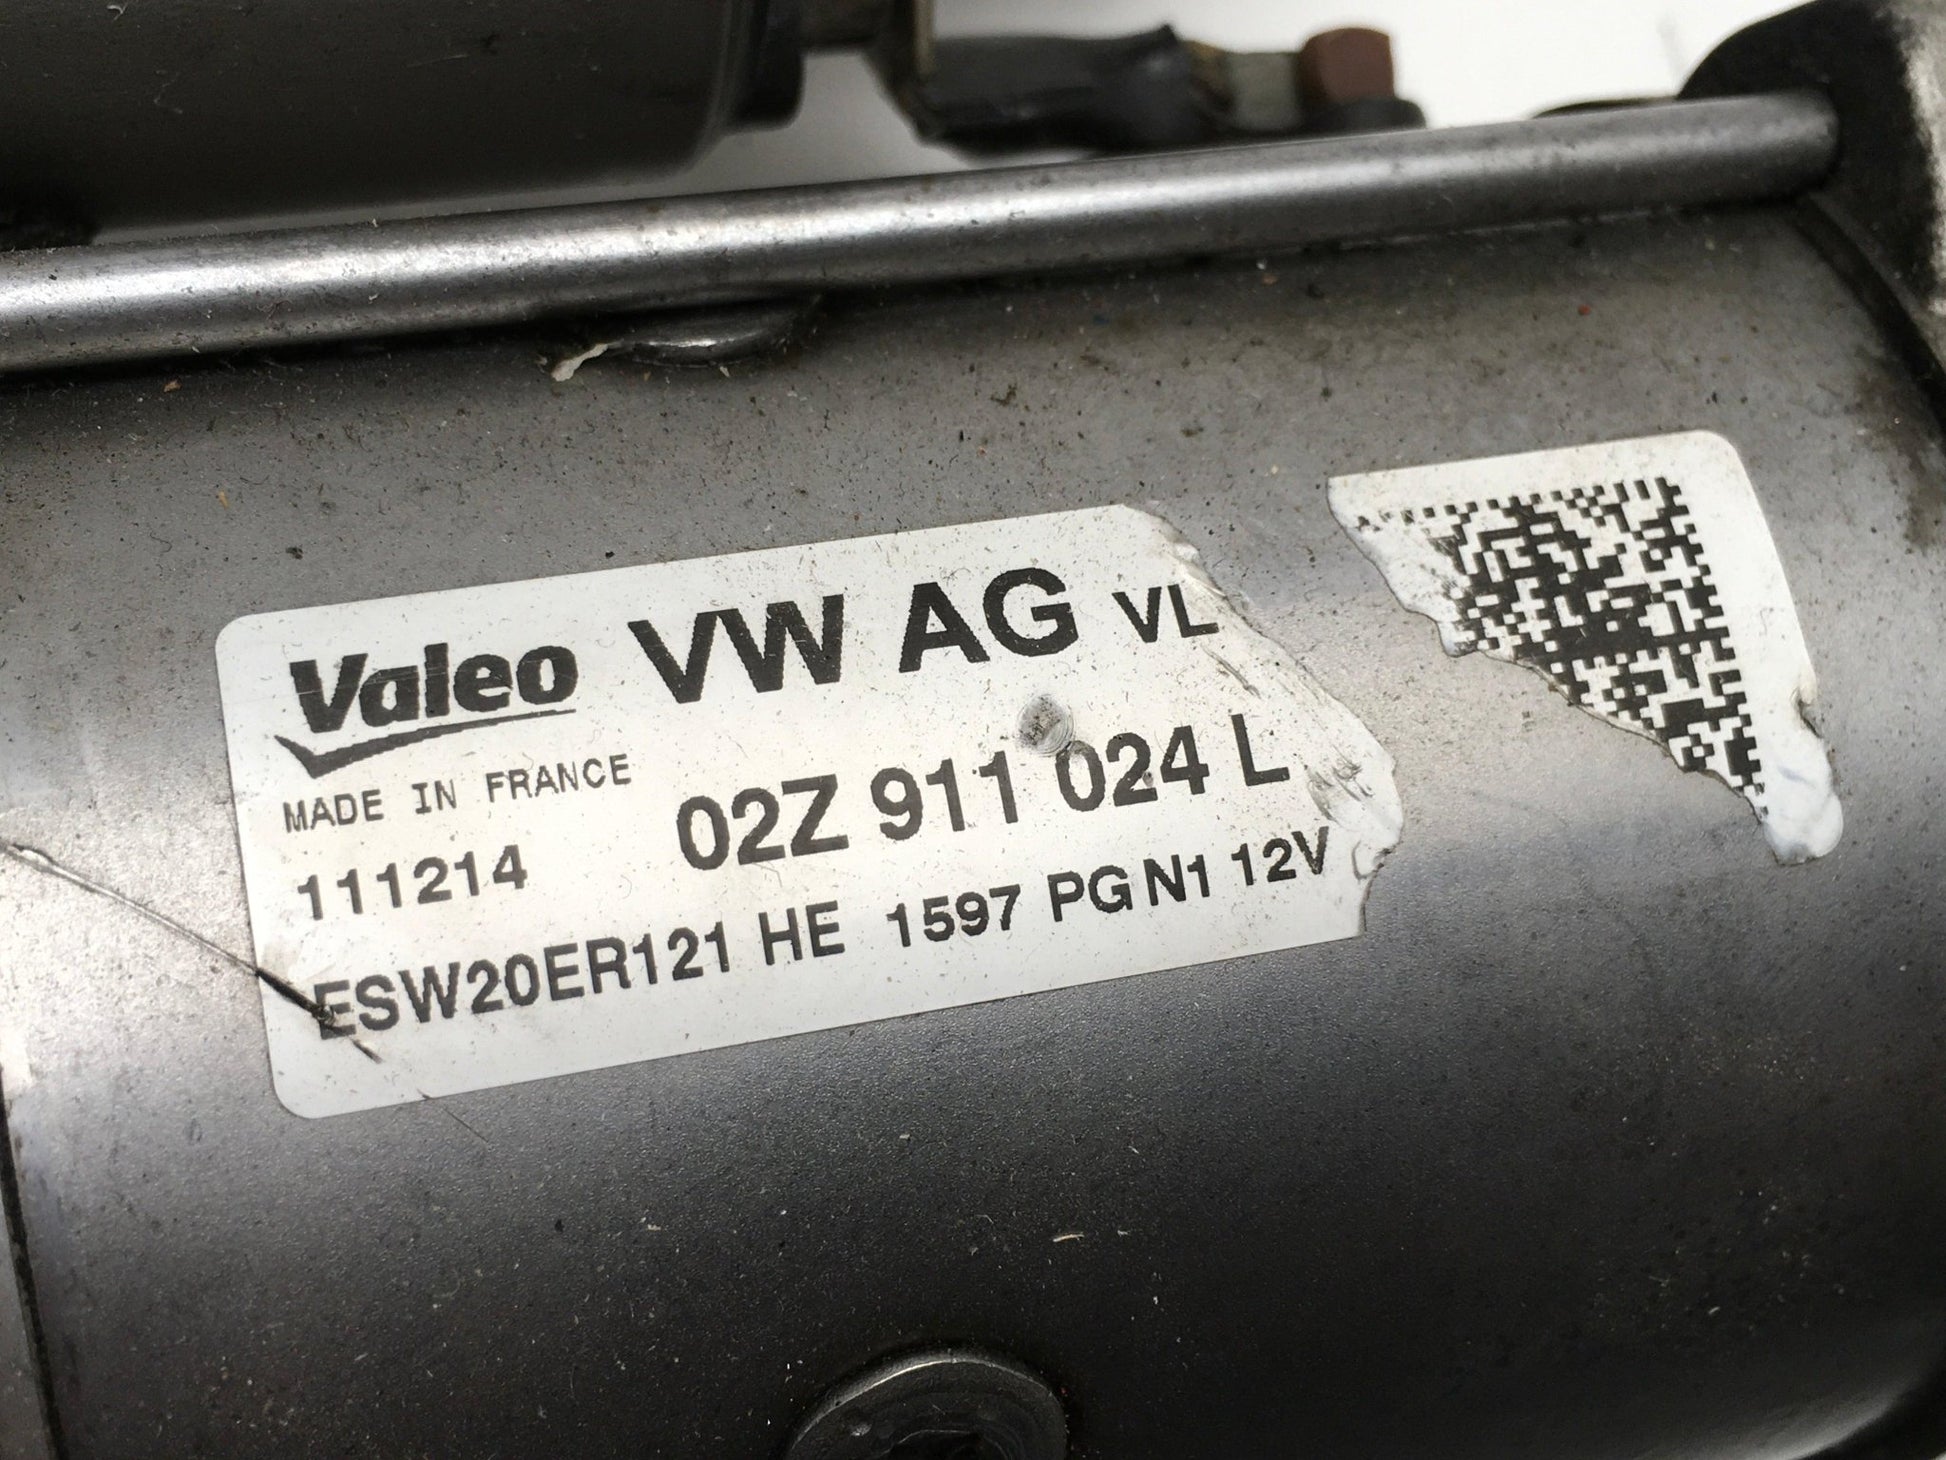 Valeo VW AG VL
MADE IN FRANCE 02Z 911 024 L
111214
ESW20ER121 HE 1597 PG N1 12V